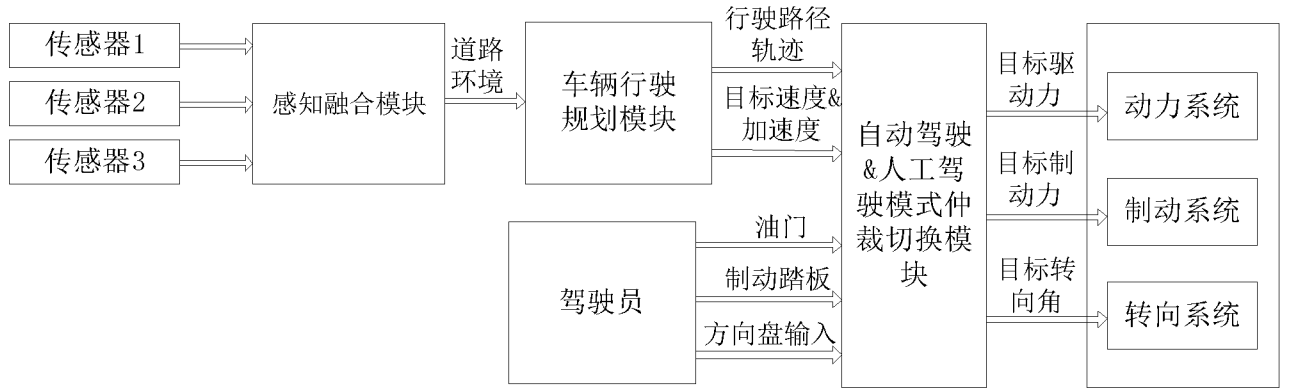 传感器1
传感器2
传感器3
感知融合模块
道路
环境
车辆行驶
规划模块
行驶路径
轨迹
目标速度&
加速度
驾驶员
油门
制动踏板
方向盘输入
自动驾驶
&人工驾
驶模式仲
裁切换模
块
目标驱
动力
目标制
动力
目标转
向角
动力系统
制动系统
转向系统